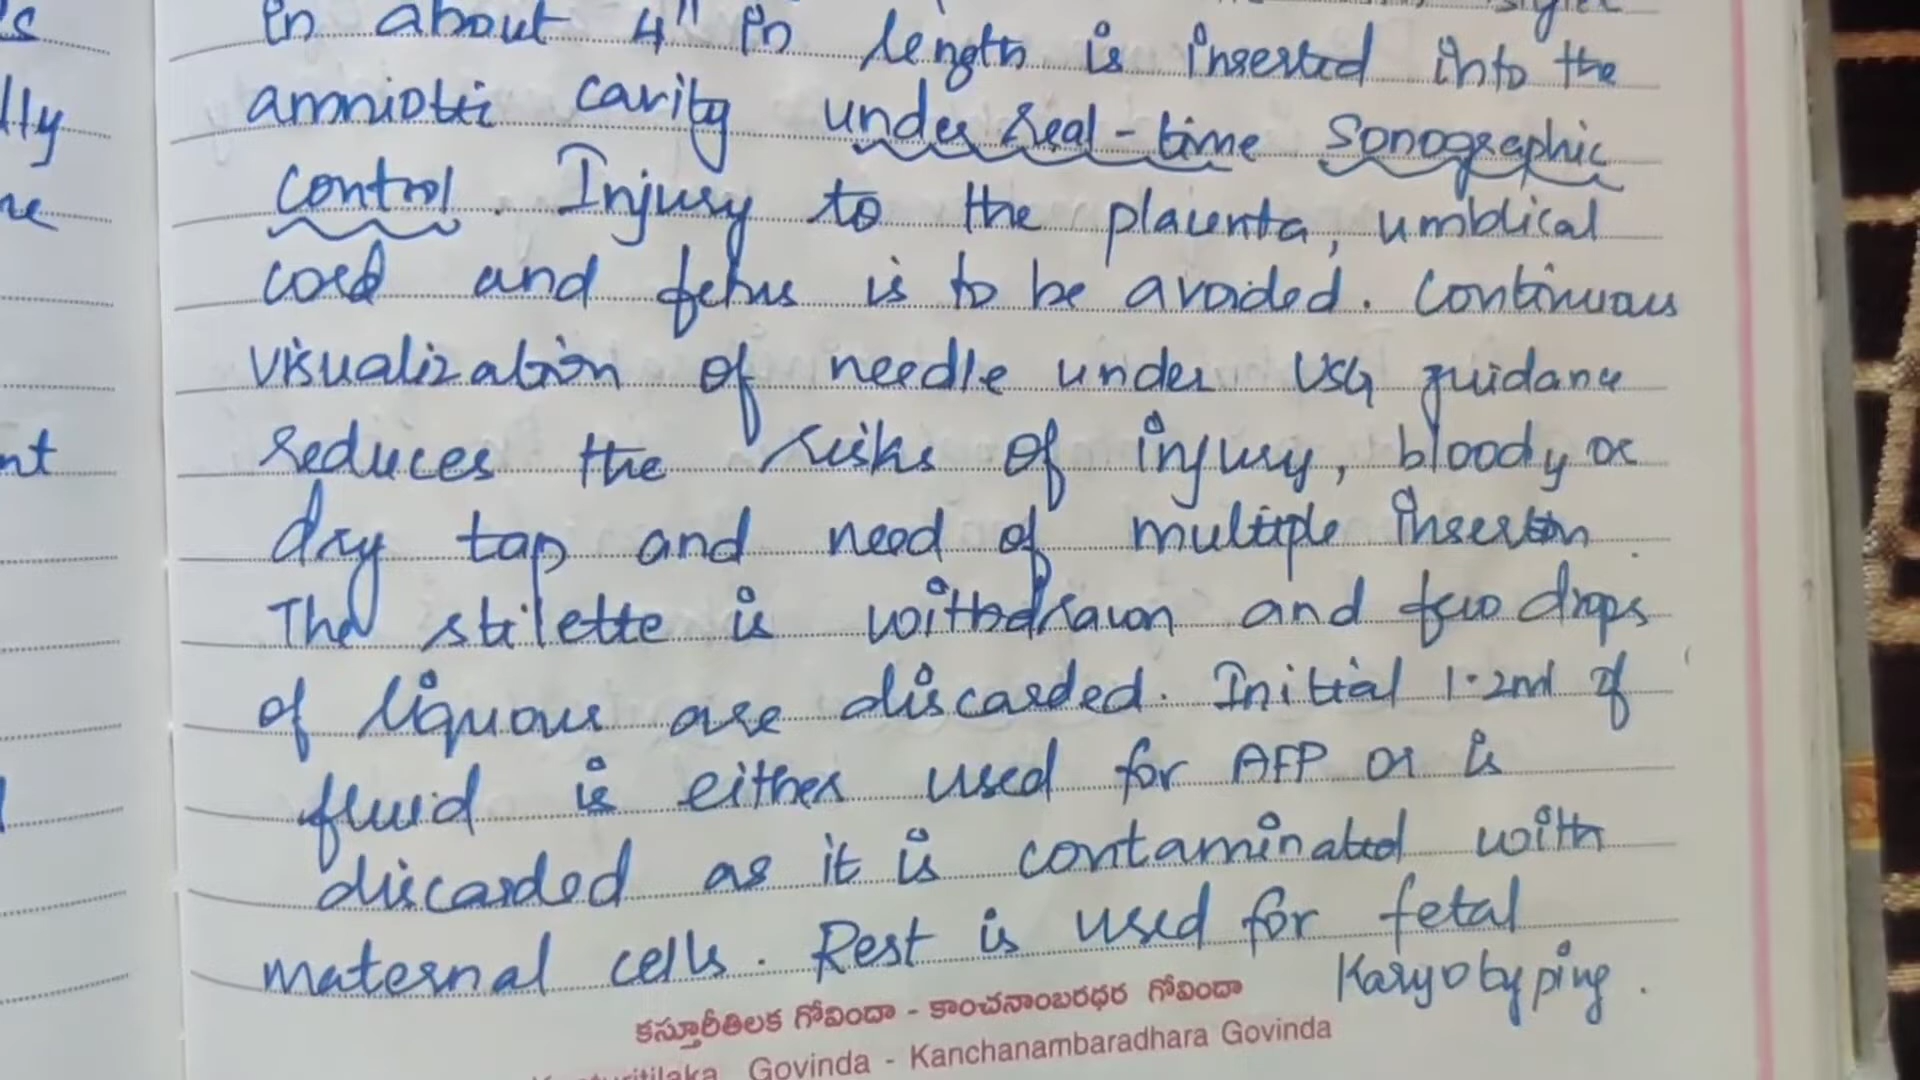 s
lly
re
nt
in about 4" in length is inserted into the
amniotic cavity under real-time Sonographic
control. Injury to the placenta, umblical
cord and fetus is to be avoided. Continuous
visualization of needle under USG guidance
reduces the risks of injury, bloody or
dry tap and need of multiple insertion.
The stilette is withdrawn and few drops
of liquour are discarded. Initial 1-2ml of
fluid is either used for AFP or is
discarded as it is contaminated with
maternal cells. Rest is used for fetal
Karyotyping.
కస్తూరీతిలక గోవిందా - కాంచనాంబరధర గోవిందా
Govinda - Kanchanambaradhara Govinda